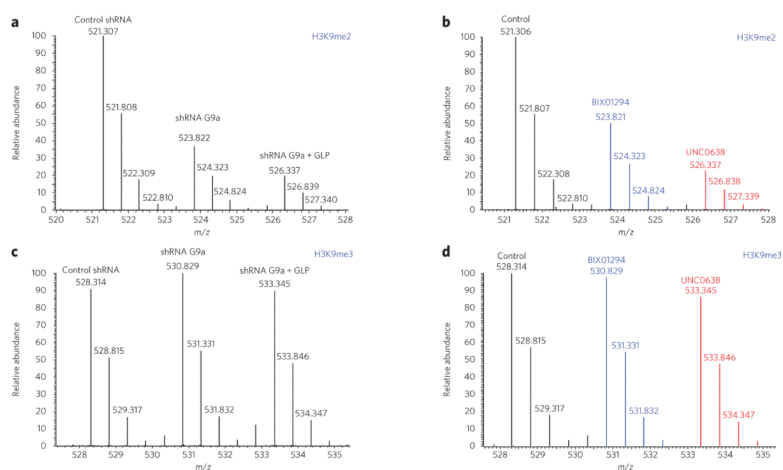 a
Control shRNA
521.307
H3K9me2
100
90
80
70
60
50
40
30
20
10
0
Relative abundance
521.808
522.309
522.810
shRNA G9a
523.822
524.323
524.824
shRNA G9a + GLP
526.337
526.839
527.340
520 521 522 523 524 525 526 527 528
m/z
b
Control
521.306
H3K9me2
100
90
80
70
60
50
40
30
20
10
0
Relative abundance
521.807
522.308
522.810
BIX01294
523.821
524.323
524.824
UNC0638
526.337
526.838
527.339
521 522 523 524 525 526 527 528
m/z
c
Control shRNA
528.314
shRNA G9a
530.829
shRNA G9a + GLP
533.345
H3K9me3
100
90
80
70
60
50
40
30
20
10
0
Relative abundance
528.815
529.317
531.331
531.832
533.846
534.347
528 529 530 531 532 533 534 535
m/z
d
Control
528.314
BIX01294
530.829
UNC0638
533.345
H3K9me3
100
90
80
70
60
50
40
30
20
10
0
Relative abundance
528.815
529.317
531.331
531.832
533.846
534.347
528 529 530 531 532 533 534 535
m/z